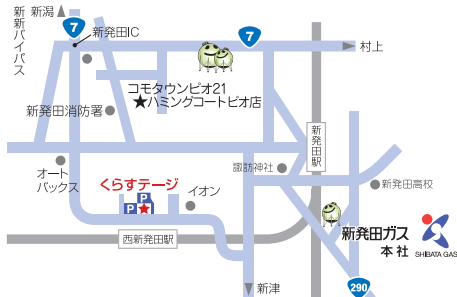 新潟
新新バイパス
7
新発田IC
7
村上
コモタウンピオ21
★ハミングコートピオ店
新発田消防署
新発田駅
オート
バックス
くらすテージ
P
P
イオン
諏訪神社
新発田高校
西新発田駅
新発田ガス
本社
SHIBATA GAS
新津
290